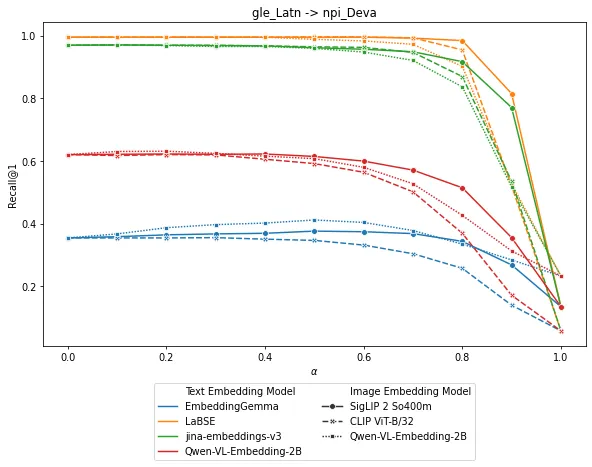 gle_Latn -> npi_Deva
Recall@1
1.0
0.8
0.6
0.4
0.2
0.0 0.2 0.4 0.6 0.8 1.0
α
Text Embedding Model
EmbeddingGemma
LaBSE
jina-embeddings-v3
Qwen-VL-Embedding-2B
Image Embedding Model
SigLIP 2 So400m
CLIP ViT-B/32
Qwen-VL-Embedding-2B